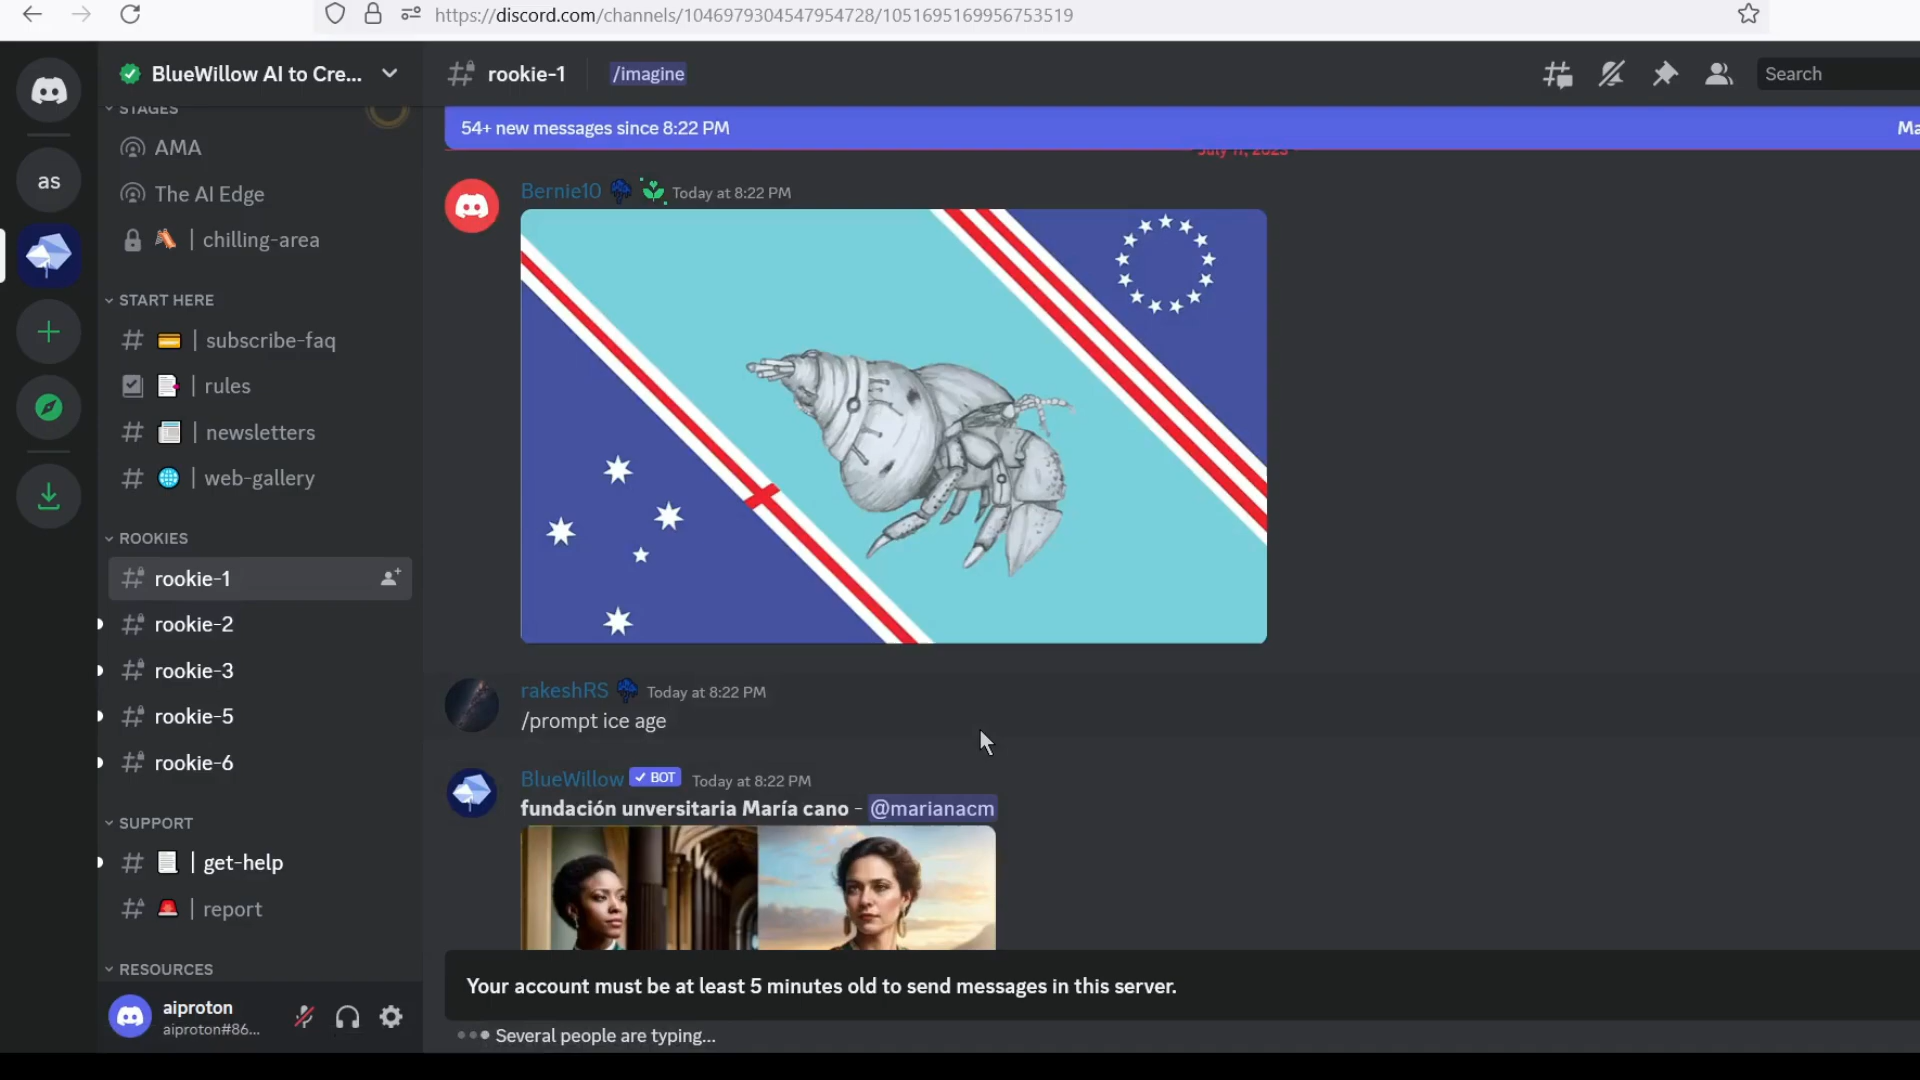 https://discord.com/channels/1046979304547954728/1051695169956753519
BlueWillow AI to Cre...
rookie-1
/imagine
Search
STAGES
AMA
The AI Edge
| chilling-area
START HERE
| subscribe-faq
| rules
| newsletters
| web-gallery
ROOKIES
rookie-1
rookie-2
rookie-3
rookie-5
rookie-6
SUPPORT
| get-help
| report
RESOURCES
aiproton
aiproton#86...
as
54+ new messages since 8:22 PM
Ma
July 11, 2023
Bernie10 Today at 8:22 PM
rakeshRS Today at 8:22 PM
/prompt ice age
BlueWillow ✓ BOT Today at 8:22 PM
fundación unversitaria María cano - @marianacm
Your account must be at least 5 minutes old to send messages in this server.
Several people are typing...